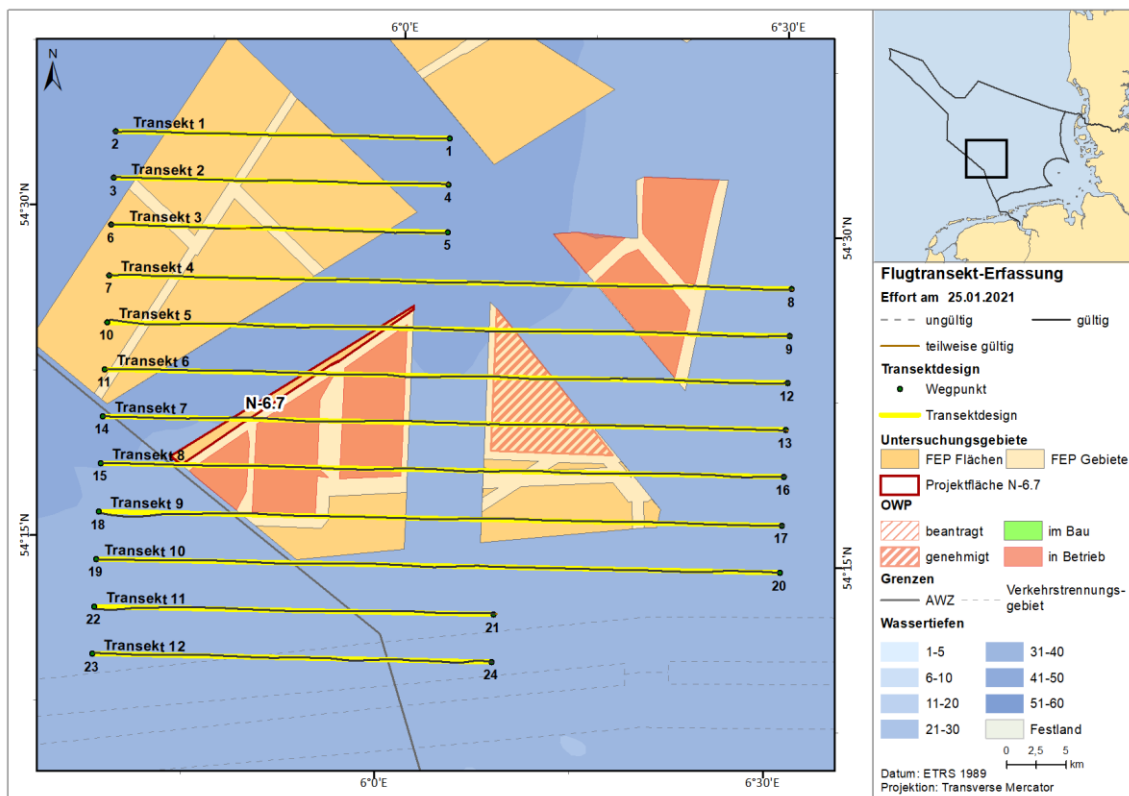 6°0'E
6°30'E
N
Transekt 1
2
1
Transekt 2
3
4
54°30'N
Transekt 3
6
5
54°30'N
Transekt 4
7
8
Transekt 5
10
9
Transekt 6
11
12
N-6.7
Transekt 7
14
13
Transekt 8
15
16
Transekt 9
18
17
54°15'N
Transekt 10
19
20
54°15'N
Transekt 11
22
21
Transekt 12
23
24
6°0'E
6°30'E
Flugtransekt-Erfassung
Effort am 25.01.2021
ungültig
gültig
teilweise gültig
Transektdesign
Wegpunkt
Transektdesign
Untersuchungsgebiete
FEP Flächen
FEP Gebiete
Projektfläche N-6.7
OWP
beantragt
im Bau
genehmigt
in Betrieb
Grenzen
AWZ
Verkehrstrennungs-
gebiet
Wassertiefen
1-5
31-40
6-10
41-50
11-20
51-60
21-30
Festland
0 2,5 5
km
Datum: ETRS 1989
Projektion: Transverse Mercator